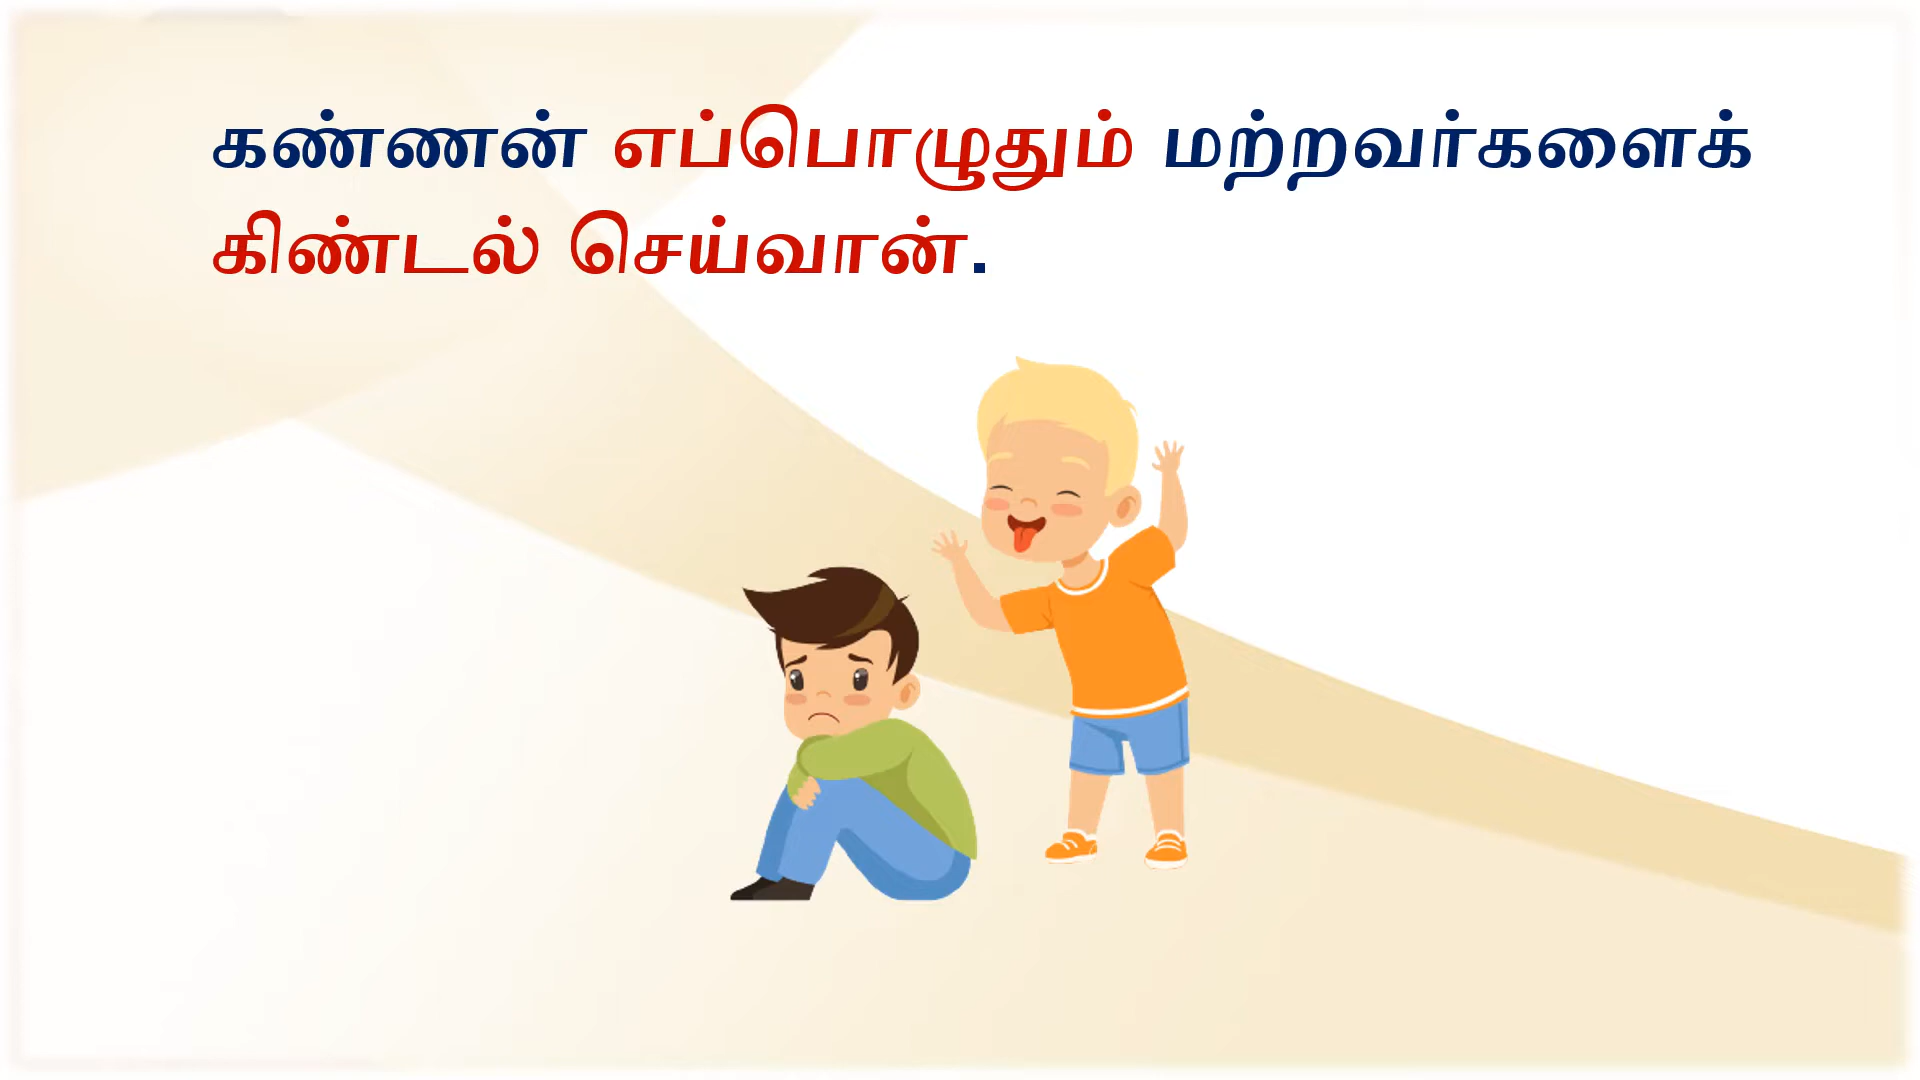 கண்ணன் எப்பொழுதும் மற்றவர்களைக்
கிண்டல் செய்வான்.